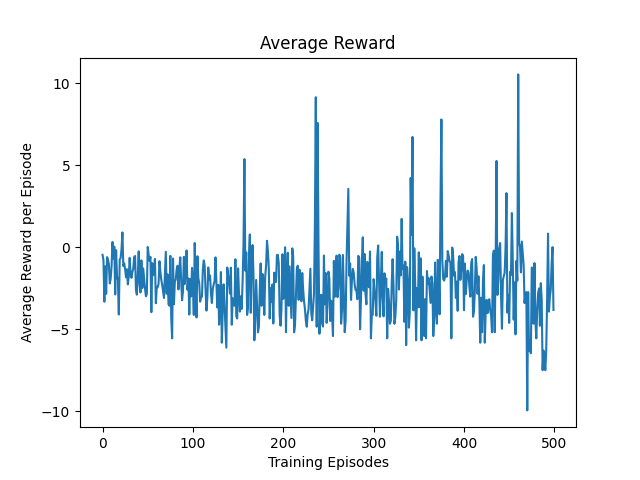 Average Reward
10
5
0
−5
−10
Average Reward per Episode
0 100 200 300 400 500
Training Episodes